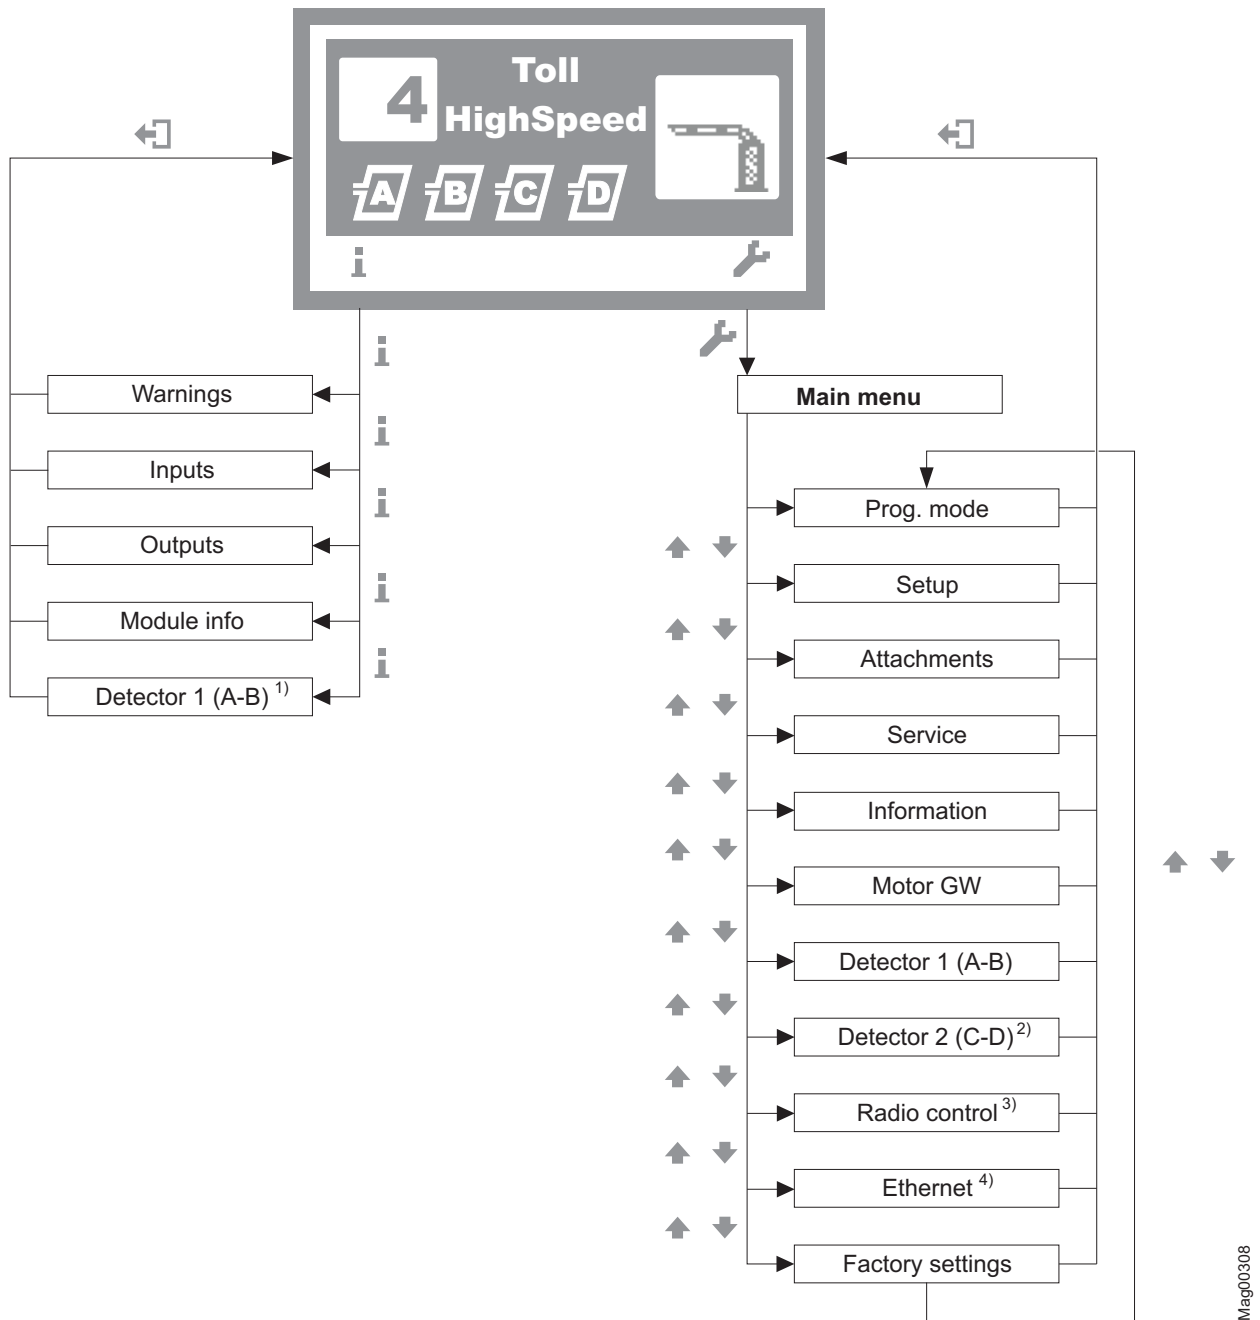 4
Toll
HighSpeed
A B C D
i
i
Warnings
i
Inputs
i
Outputs
i
Module info
i
Detector 1 (A-B) 1)
Main menu
Prog. mode
Setup
Attachments
Service
Information
Motor GW
Detector 1 (A-B)
Detector 2 (C-D) 2)
Radio control 3)
Ethernet 4)
Factory settings
Mag00308